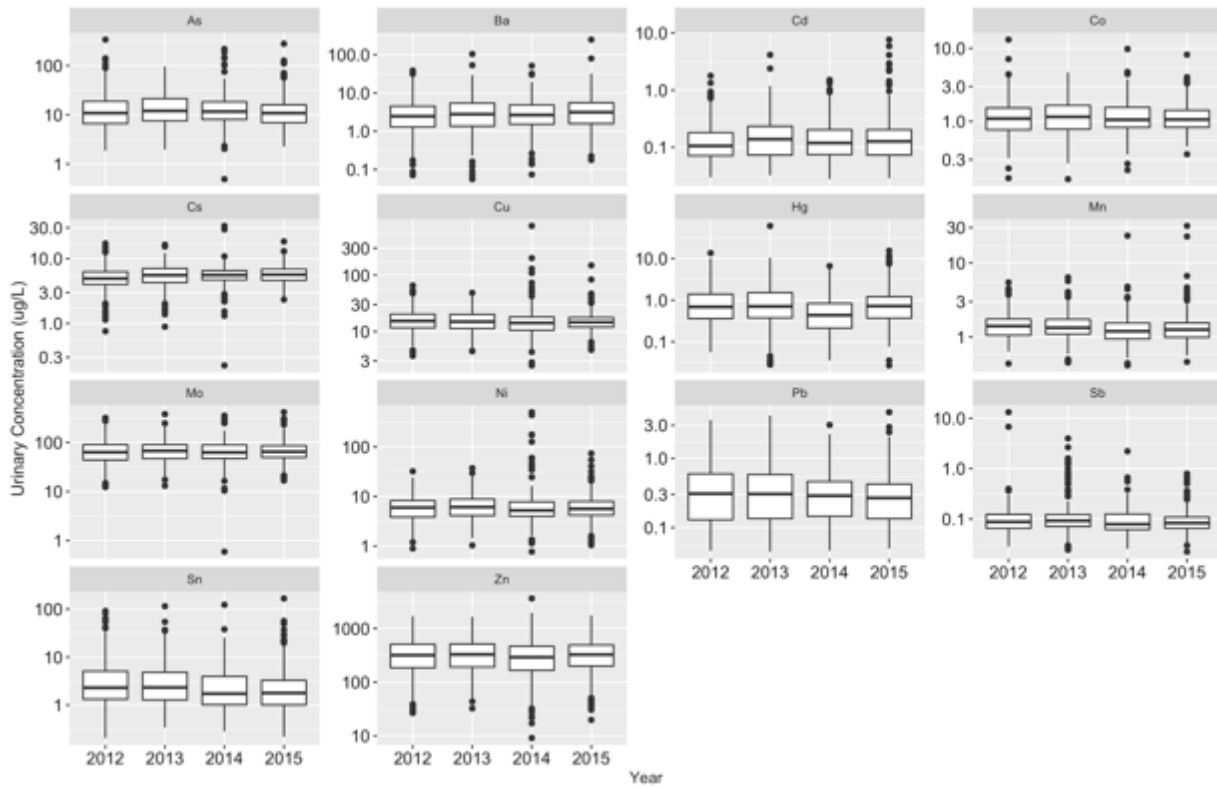 As Ba Cd Co
100 10 1
100.0 10.0 1.0 0.1
10.0 1.0 0.1
10.0 3.0 1.0 0.3
Cs Cu Hg Mn
30.0 10.0 3.0 1.0 0.3
300 100 30 10 3
10.0 1.0 0.1
30 10 3 1
Urinary Concentration (ug/L)
Mo Ni Pb Sb
100 10 1
100 10 1
3.0 1.0 0.3 0.1
10.0 1.0 0.1
2012 2013 2014 2015 2012 2013 2014 2015
Sn Zn
100 10 1
1000 100 10
2012 2013 2014 2015 2012 2013 2014 2015
Year